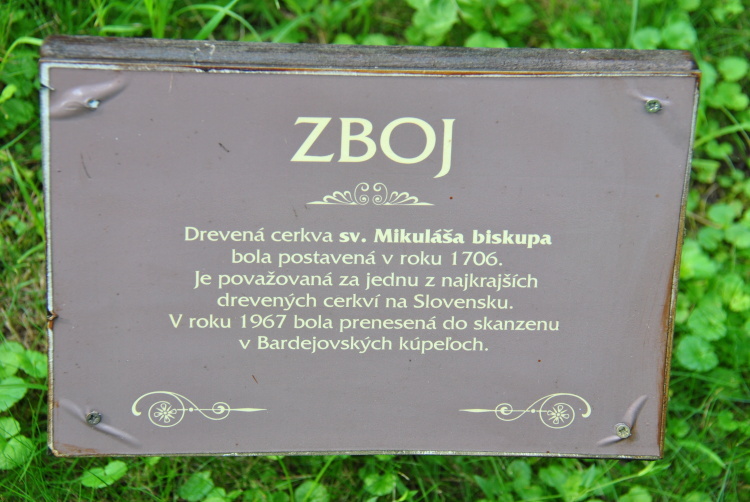 ZBOJ
Drevená cerkva sv. Mikuláša biskupa
bola postavená v roku 1706.
Je považovaná za jednu z najkrajších
drevených cerkví na Slovensku.
V roku 1967 bola prenesená do skanzenu
v Bardejovských kúpeľoch.